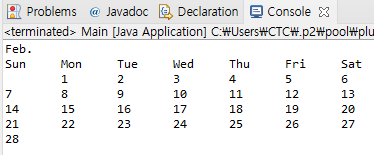 Problems @ Javadoc Declaration Console
<terminated> Main [Java Application] C:₩Users₩CTC₩.p2₩pool₩plu
Feb.
Sun Mon Tue Wed Thu Fri Sat
1 2 3 4 5 6
7 8 9 10 11 12 13
14 15 16 17 18 19 20
21 22 23 24 25 26 27
28